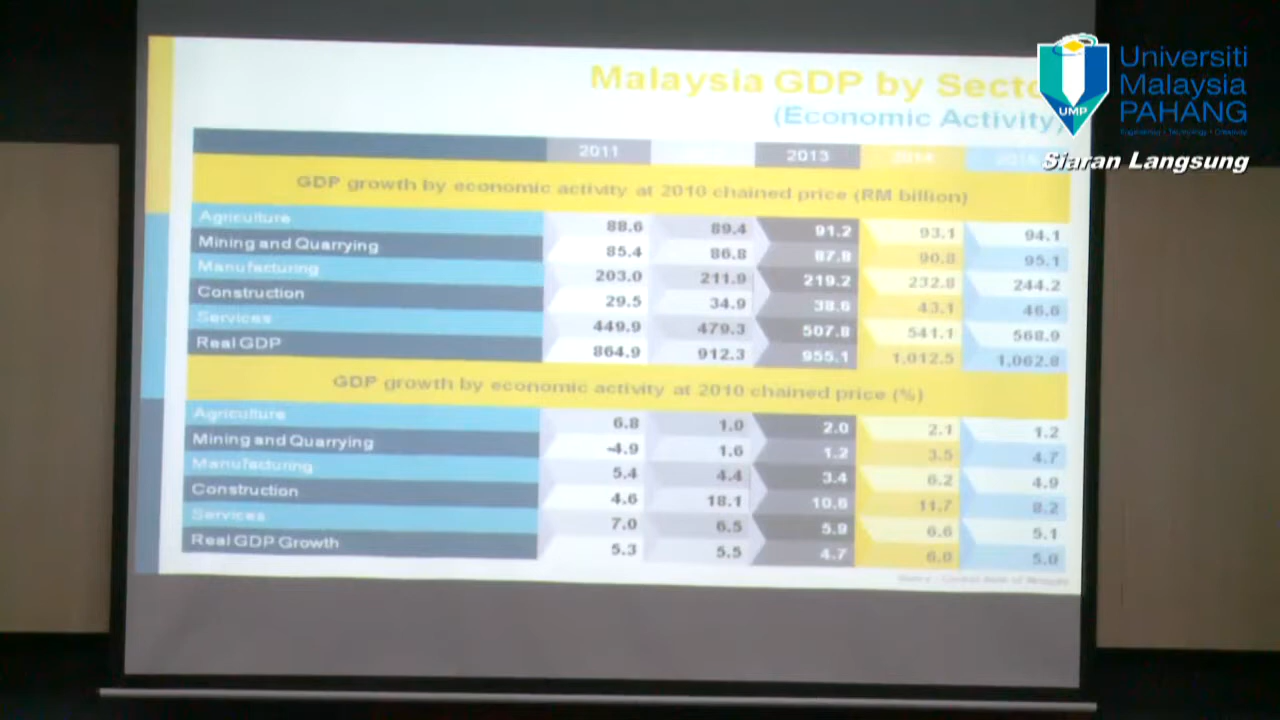 Malaysia GDP by Secto
(Economic Activity)
Universiti
Malaysia
PAHANG
UMP
Siaran Langsung
2011 2013 2014
GDP growth by economic activity at 2010 chained price (RM billion)
Agriculture 88.6 89.4 91.2 93.1 94.1
Mining and Quarrying 85.4 86.8 87.8 90.8 95.1
Manufacturing 203.0 211.9 219.2 232.8 244.2
Construction 29.5 34.9 38.6 43.1 46.6
Services 449.9 479.3 507.8 541.1 568.9
Real GDP 864.9 912.3 955.1 1,012.5 1,062.8
GDP growth by economic activity at 2010 chained price (%)
Agriculture 6.8 1.0 2.0 2.1 1.2
Mining and Quarrying -4.9 1.6 1.2 3.5 4.7
Manufacturing 5.4 4.4 3.4 6.2 4.9
Construction 4.6 18.1 10.6 11.7 8.2
Services 7.0 6.5 5.9 6.6 5.1
Real GDP Growth 5.3 5.5 4.7 6.0 5.0